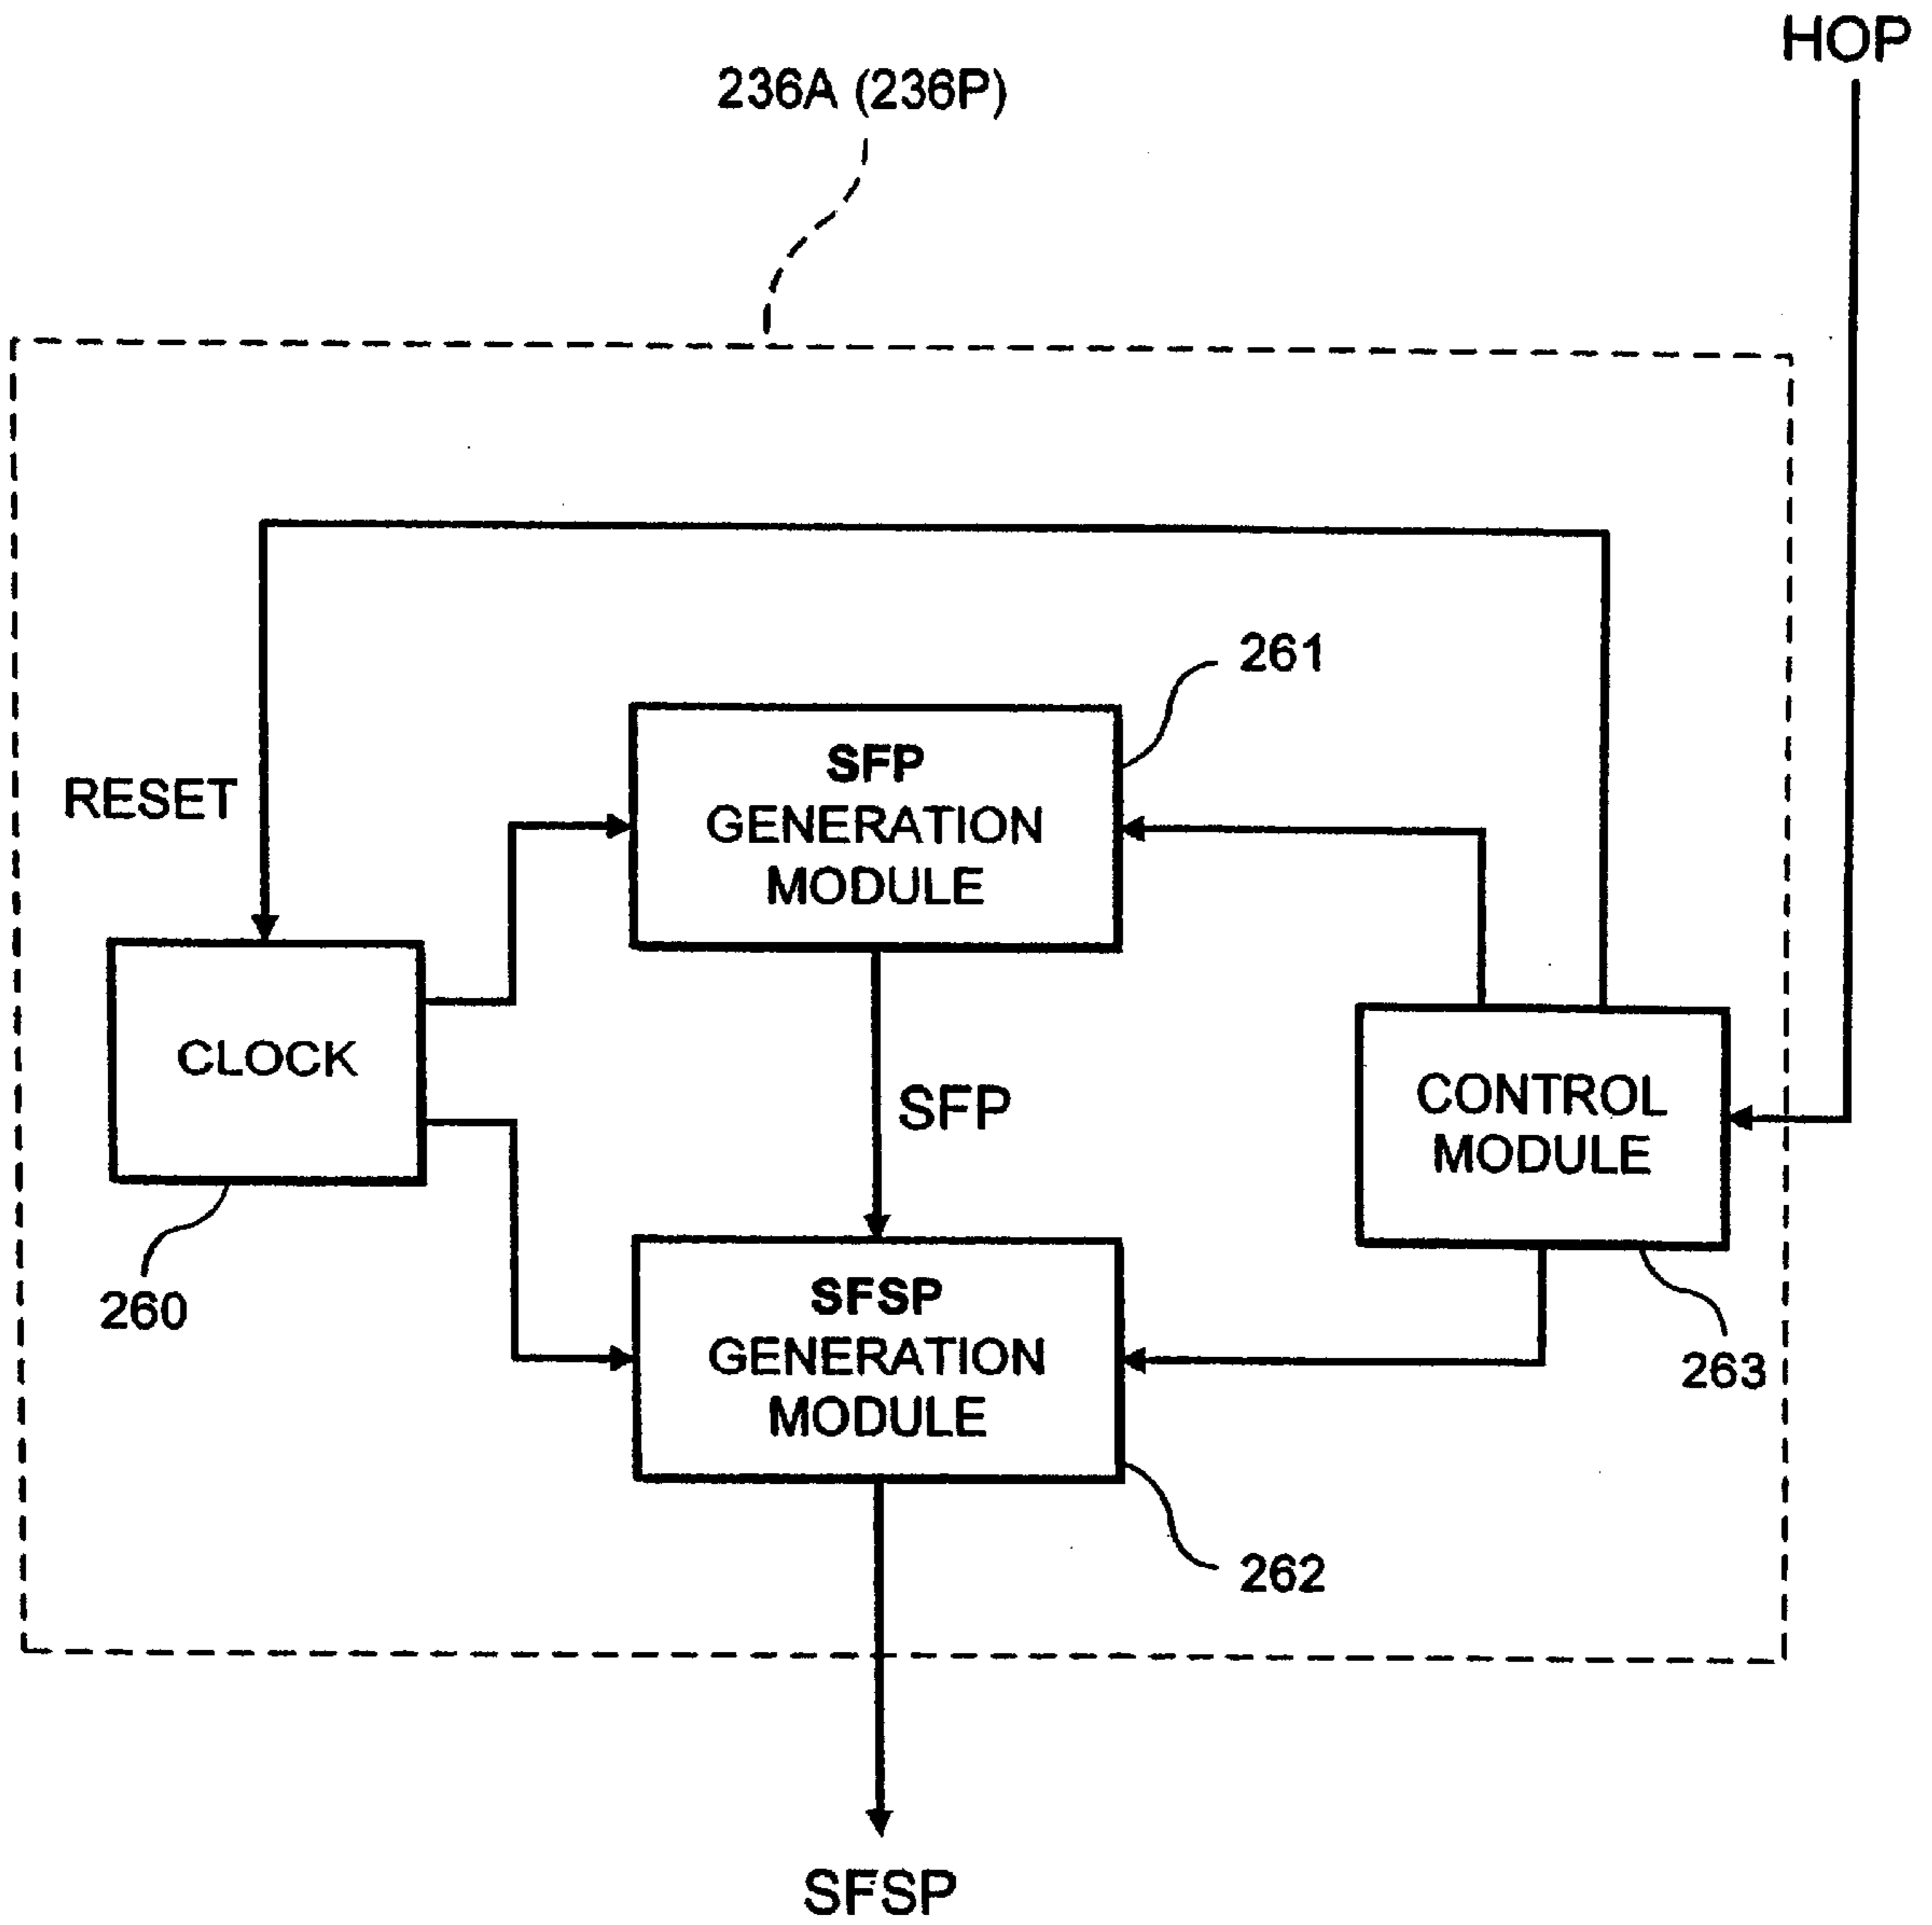 HOP
236A (236P)
261
SFP
GENERATION
MODULE
RESET
CLOCK
SFP
CONTROL
MODULE
260
SFSP
GENERATION
MODULE
263
262
SFSP